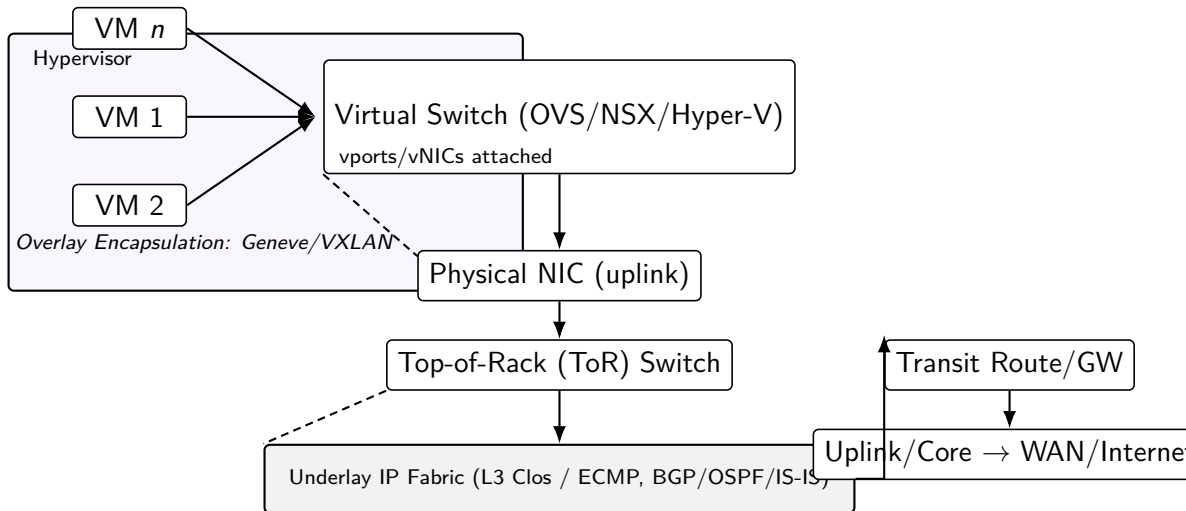 VM n
Hypervisor
VM 1
Virtual Switch (OVS/NSX/Hyper-V)
vports/vNICs attached
VM 2
Overlay Encapsulation: Geneve/VXLAN
Physical NIC (uplink)
Top-of-Rack (ToR) Switch
Transit Route/GW
Uplink/Core → WAN/Internet
Underlay IP Fabric (L3 Clos / ECMP, BGP/OSPF/IS-IS)